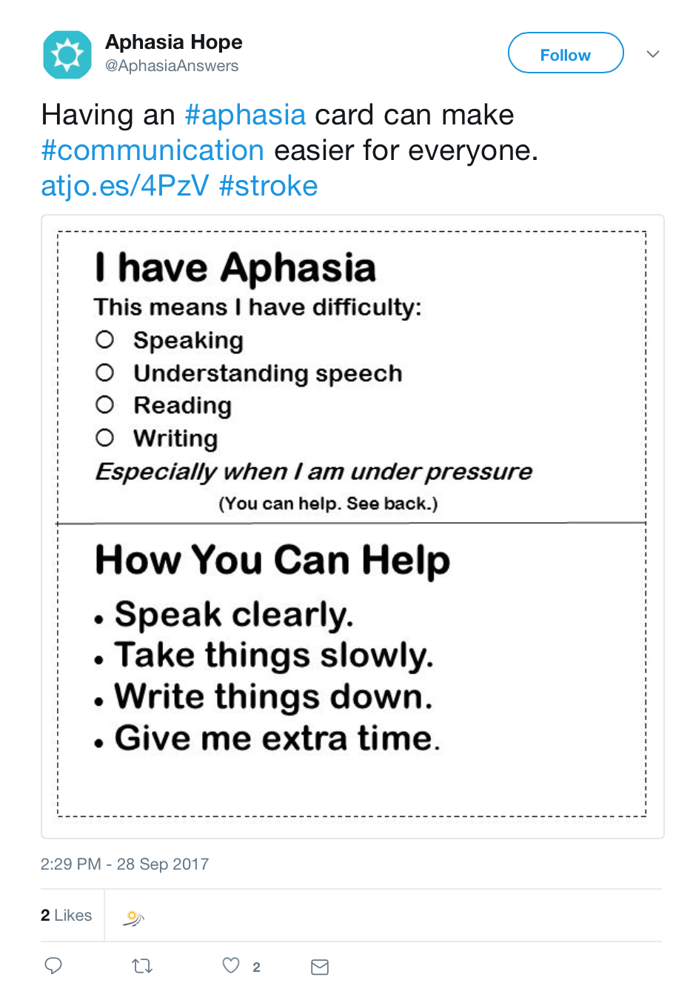 Aphasia Hope
@AphasiaAnswers
Follow
Having an #aphasia card can make
#communication easier for everyone.
atjo.es/4PzV #stroke
I have Aphasia
This means I have difficulty:
Speaking
Understanding speech
Reading
Writing
Especially when I am under pressure
(You can help. See back.)
How You Can Help
• Speak clearly.
• Take things slowly.
• Write things down.
• Give me extra time.
2:29 PM - 28 Sep 2017
2 Likes
2